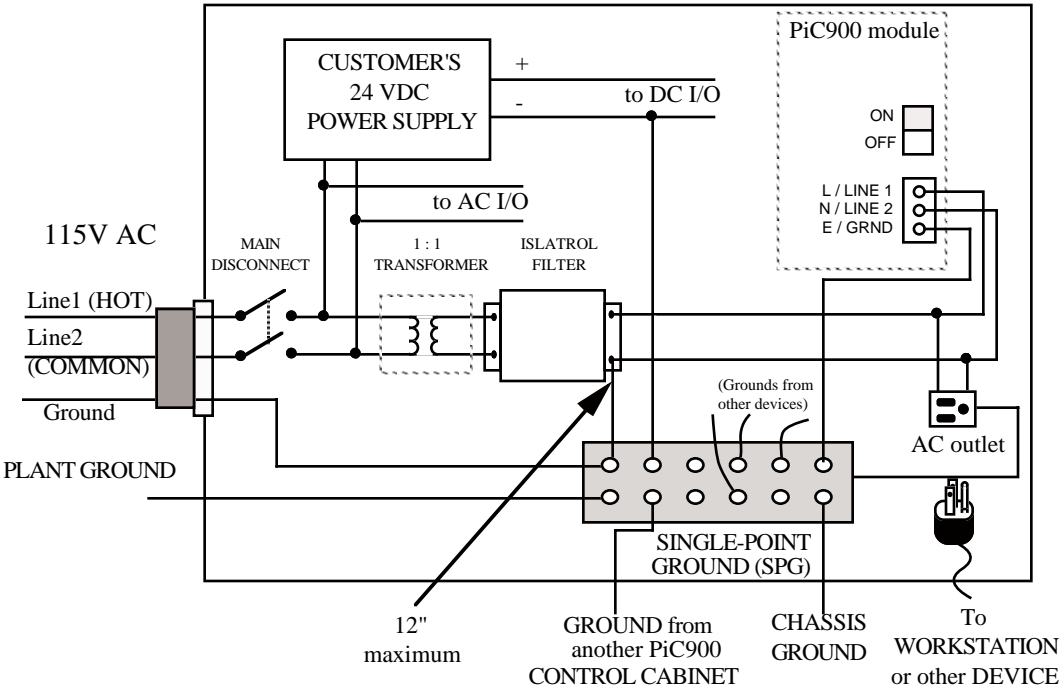 PiC900 module
CUSTOMER'S
24 VDC
POWER SUPPLY
+
-
to DC I/O
ON
OFF
to AC I/O
L / LINE 1
N / LINE 2
E / GRND
115V AC
MAIN
DISCONNECT
1 : 1
TRANSFORMER
ISLATROL
FILTER
Line1 (HOT)
Line2
(COMMON)
Ground
(Grounds from
other devices)
AC outlet
PLANT GROUND
SINGLE-POINT
GROUND (SPG)
12"
maximum
GROUND from
another PiC900
CONTROL CABINET
CHASSIS
GROUND
To
WORKSTATION
or other DEVICE